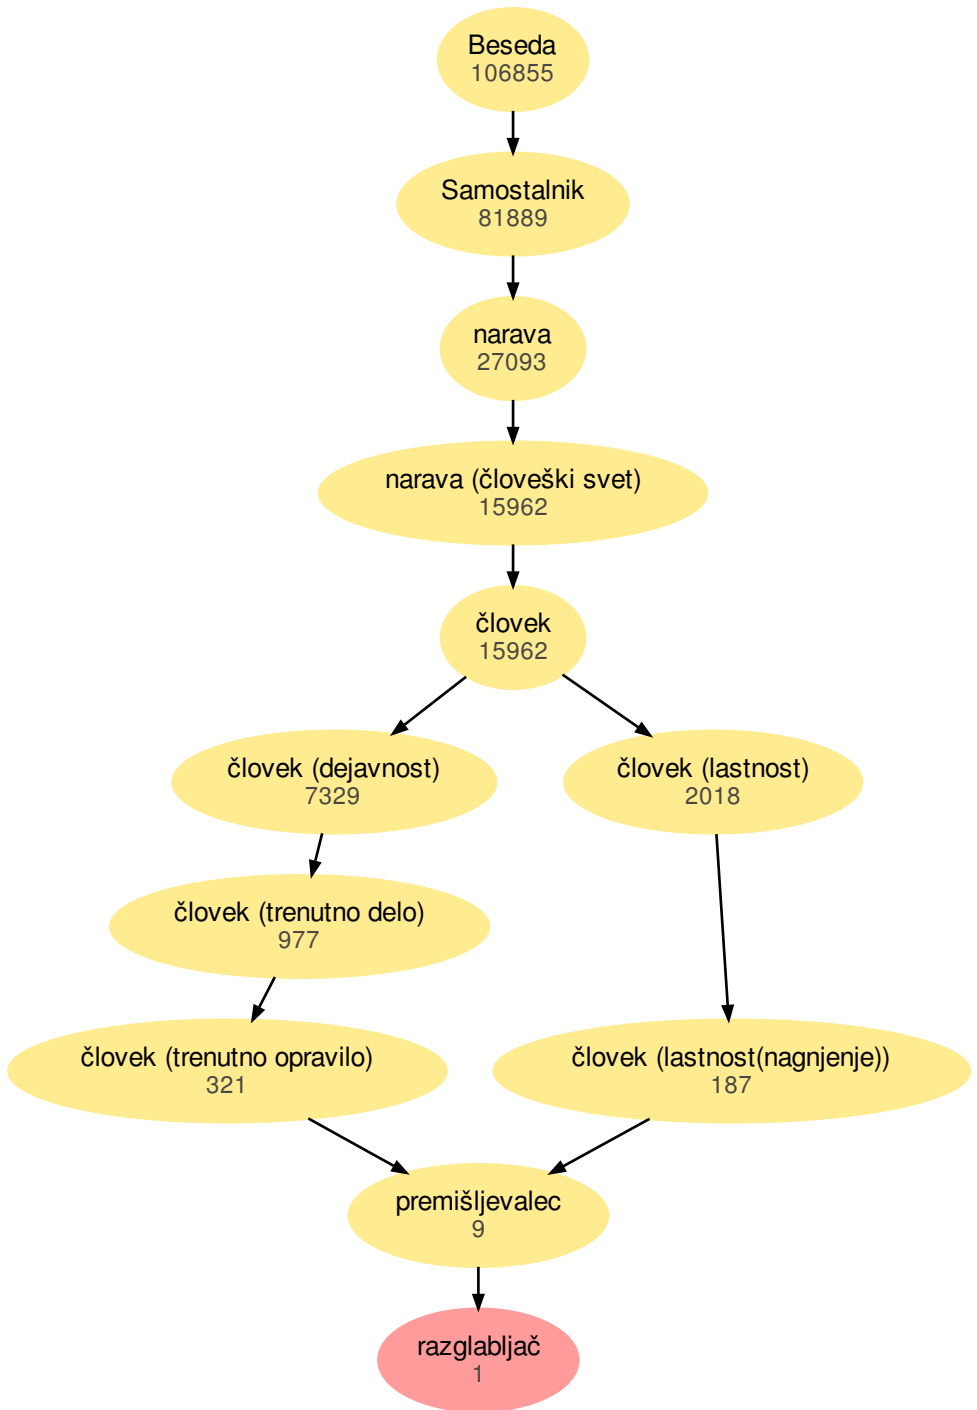 Beseda
106855
Samostalnik
81889
narava
27093
narava (človeški svet)
15962
človek
15962
človek (dejavnost)
7329
človek (lastnost)
2018
človek (trenutno delo)
977
človek (trenutno opravilo)
321
človek (lastnost(nagnjenje))
187
premišljevalec
9
razglabljač
1